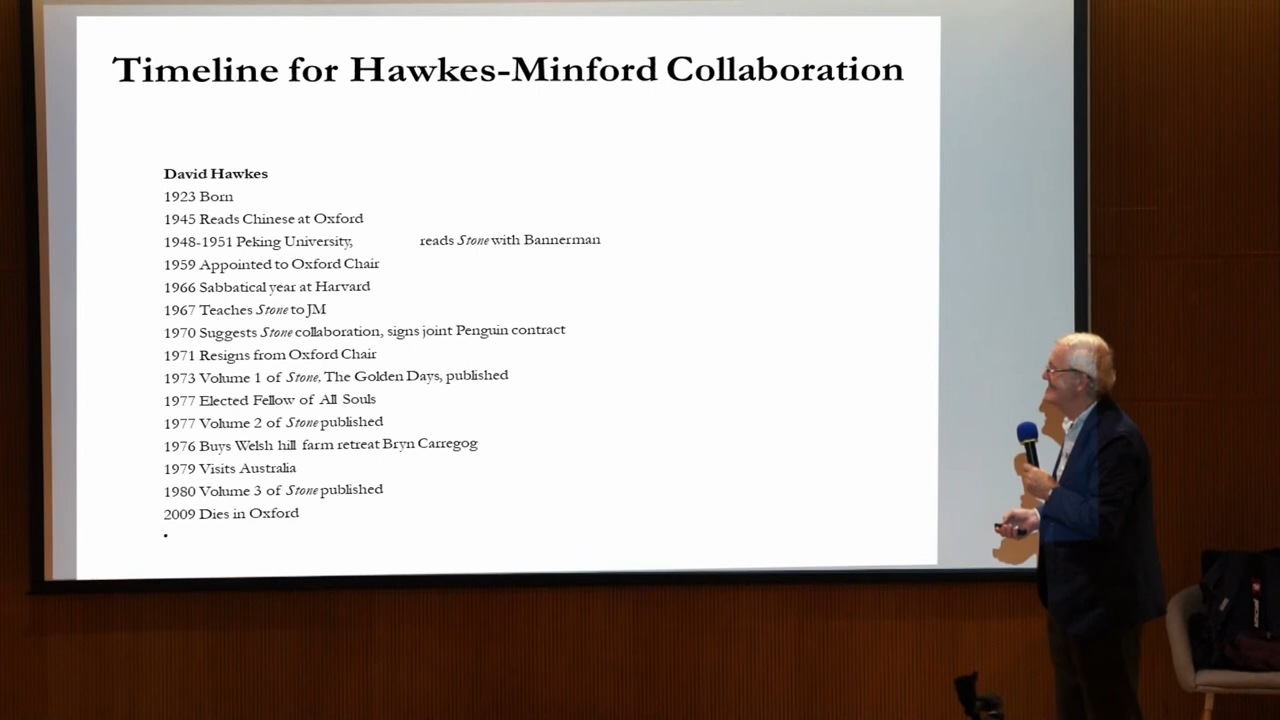 Timeline for Hawkes-Minford Collaboration
David Hawkes
1923 Born
1945 Reads Chinese at Oxford
1948-1951 Peking University, reads Stone with Bannerman
1959 Appointed to Oxford Chair
1966 Sabbatical year at Harvard
1967 Teaches Stone to JM
1970 Suggests Stone collaboration, signs joint Penguin contract
1971 Resigns from Oxford Chair
1973 Volume 1 of Stone, The Golden Days, published
1977 Elected Fellow of All Souls
1977 Volume 2 of Stone published
1976 Buys Welsh hill farm retreat Bryn Carregog
1979 Visits Australia
1980 Volume 3 of Stone published
2009 Dies in Oxford